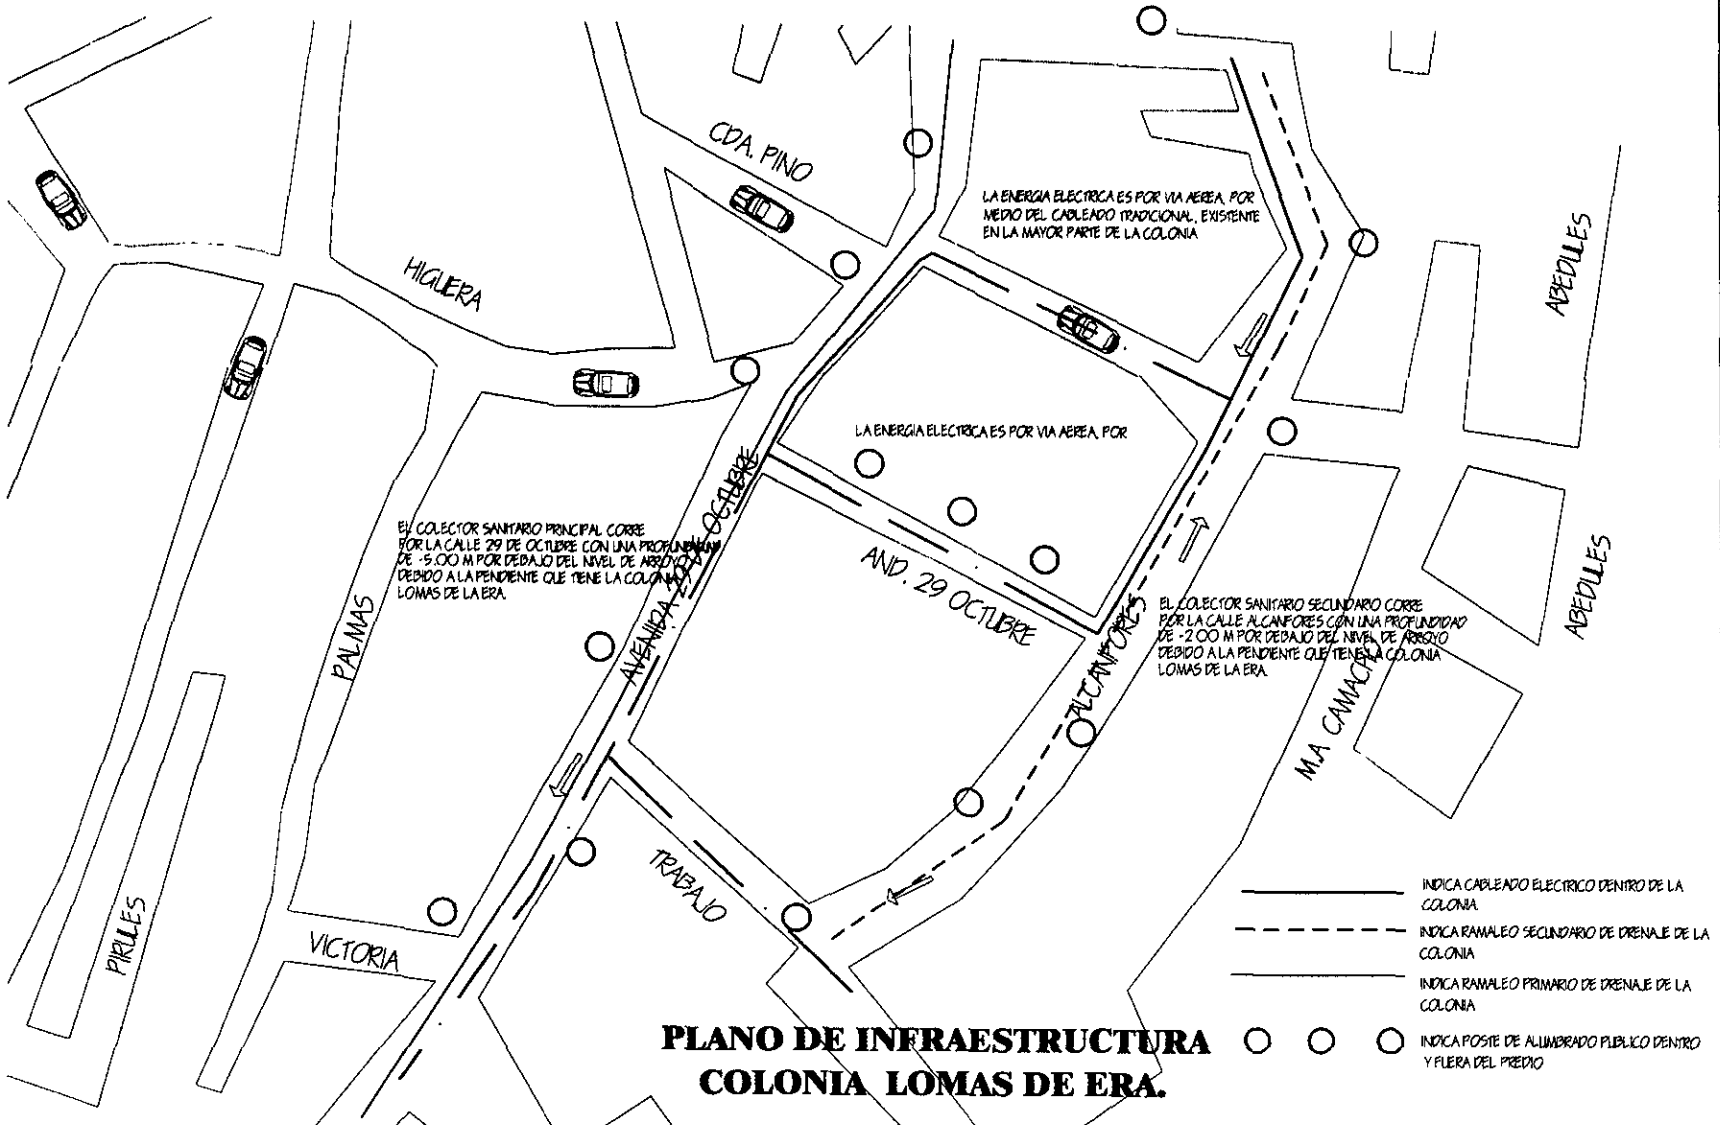 CDA. PINO
HIGUERA
LA ENERGIA ELECTRICA ES POR VIA AEREA, POR
MEDIO DEL CABLEADO TRADICIONAL, EXISTENTE
EN LA MAYOR PARTE DE LA COLONIA
ABEDULES
LA ENERGIA ELECTRICA ES POR VIA AEREA, POR
AVENIDA 29 DE OCTUBRE
EL COLECTOR SANITARIO PRINCIPAL CORRE
POR LA CALLE 29 DE OCTUBRE CON UNA PROFUNDIDAD
DE -5.00 M POR DEBAJO DEL NIVEL DE ARROYO
DEBIDO A LA PENDIENTE QUE TIENE LA COLONIA
LOMAS DE LA ERA.
PALMAS
AND. 29 OCTUBRE
ALCANFORES
EL COLECTOR SANITARIO SECUNDARIO CORRE
POR LA CALLE ALCANFORES CON UNA PROFUNDIDAD
DE -2.00 M POR DEBAJO DEL NIVEL DE ARROYO
DEBIDO A LA PENDIENTE QUE TIENE LA COLONIA
LOMAS DE LA ERA.
ABEDULES
M.A. CAMACHO
TRABAJO
PIRULES
VICTORIA
INDICA CABLEADO ELECTRICO DENTRO DE LA
COLONIA.
INDICA RAMALEO SECUNDARIO DE DRENAJE DE LA
COLONIA
INDICA RAMALEO PRIMARIO DE DRENAJE DE LA
COLONIA
INDICA POSTE DE ALUMBRADO PUBLICO DENTRO
Y FUERA DEL PREDIO
PLANO DE INFRAESTRUCTURA
COLONIA LOMAS DE ERA.